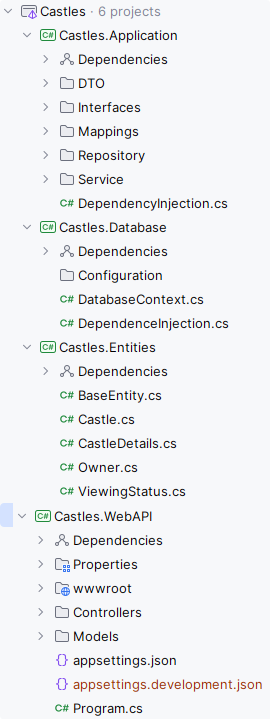 Castles · 6 projects
C# Castles.Application
Dependencies
DTO
Interfaces
Mappings
Repository
Service
C# DependencyInjection.cs
C# Castles.Database
Dependencies
Configuration
C# DatabaseContext.cs
C# DependenceInjection.cs
C# Castles.Entities
Dependencies
C# BaseEntity.cs
C# Castle.cs
C# CastleDetails.cs
C# Owner.cs
C# ViewingStatus.cs
C# Castles.WebAPI
Dependencies
Properties
wwwroot
Controllers
Models
{} appsettings.json
{} appsettings.development.json
C# Program.cs